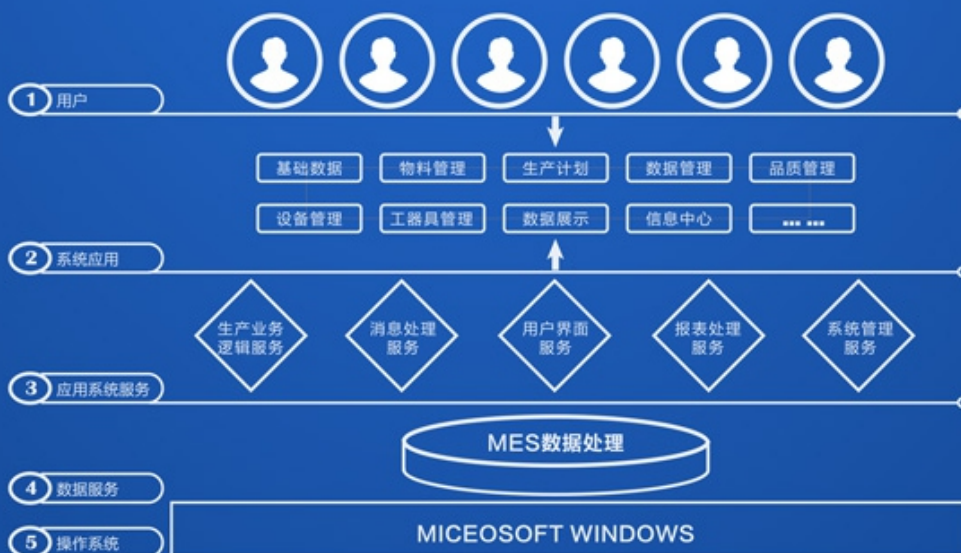 1 用户
基础数据 物料管理 生产计划 数据管理 品质管理
设备管理 工器具管理 数据展示 信息中心 ... ...
2 系统应用
生产业务 消息处理 用户界面 报表处理 系统管理
逻辑服务 服务 服务 服务 服务
3 应用系统服务
MES数据处理
4 数据服务
MICEOSOFT WINDOWS
5 操作系统